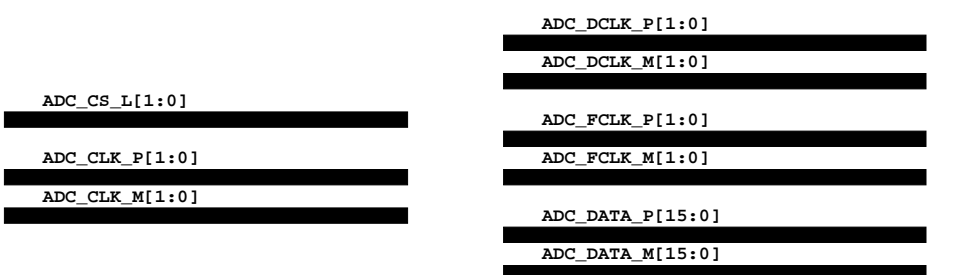 ADC_CS_L[1:0]
ADC_CLK_P[1:0]
ADC_CLK_M[1:0]
ADC_DCLK_P[1:0]
ADC_DCLK_M[1:0]
ADC_FCLK_P[1:0]
ADC_FCLK_M[1:0]
ADC_DATA_P[15:0]
ADC_DATA_M[15:0]